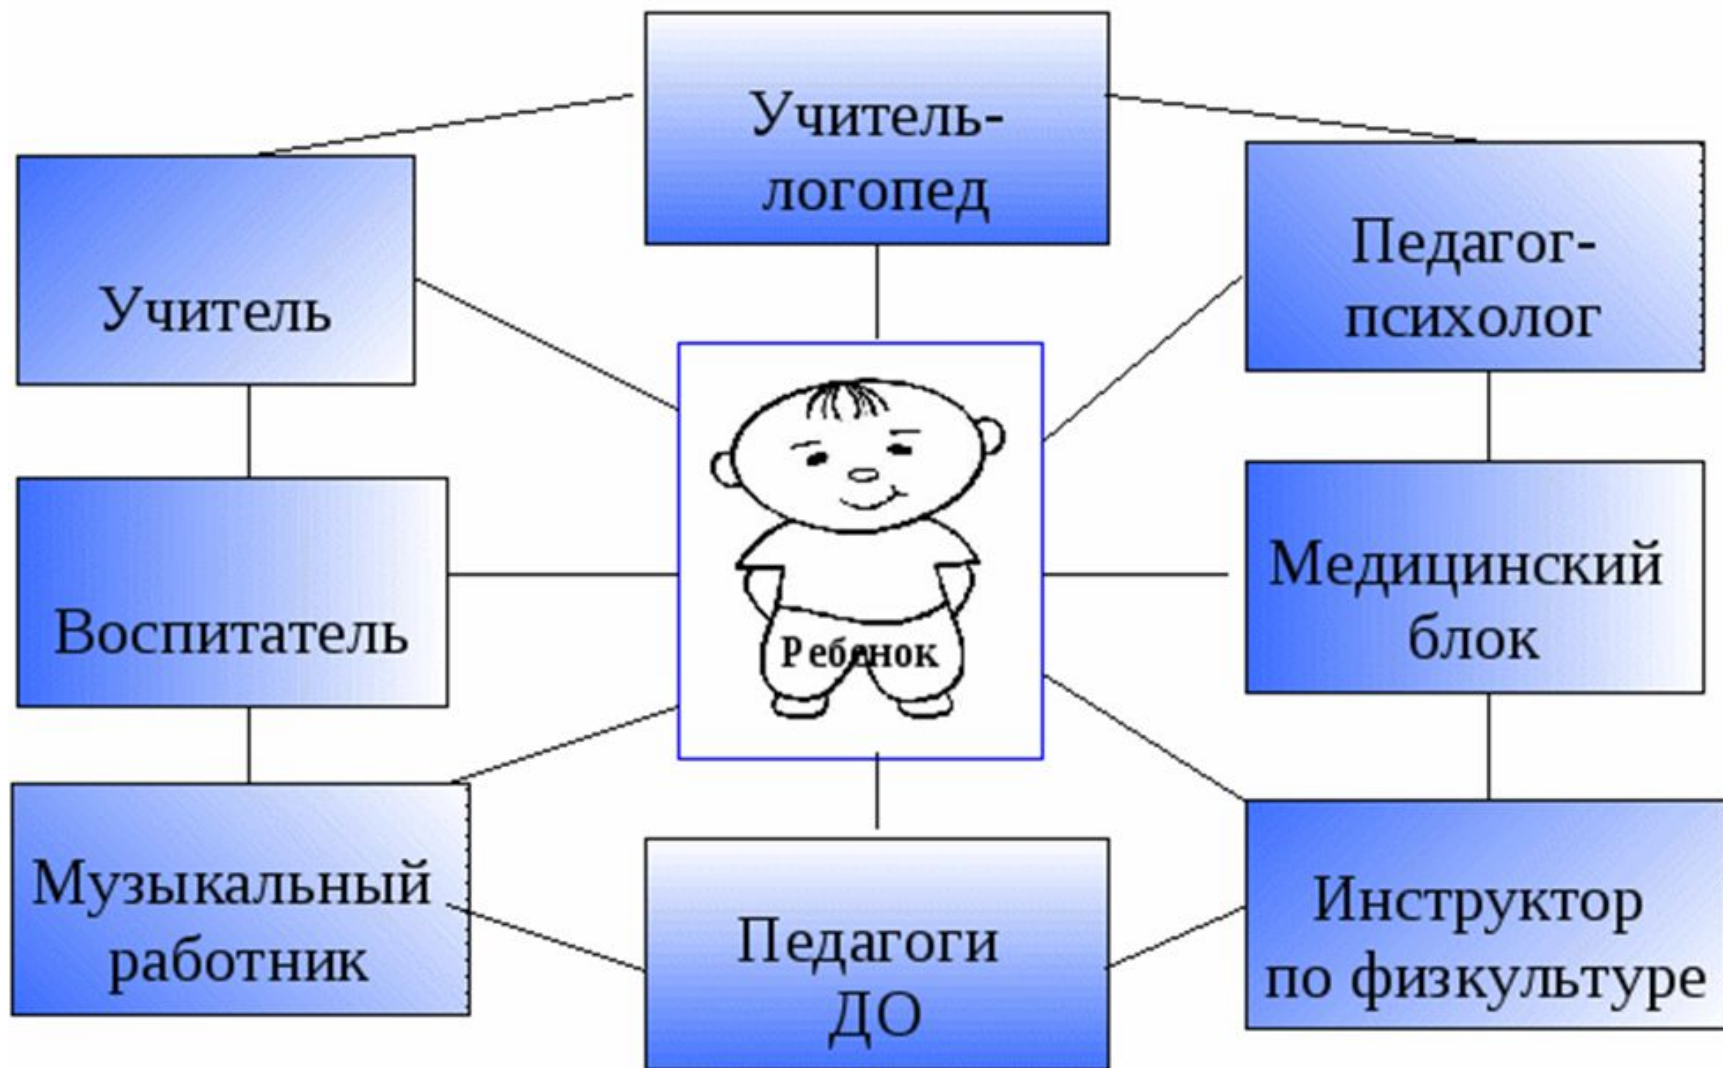 Учитель-
логопед
Учитель
Педагог-
психолог
Воспитатель
Ребенок
Медицинский
блок
Музыкальный
работник
Педагоги
ДО
Инструктор
по физкультуре